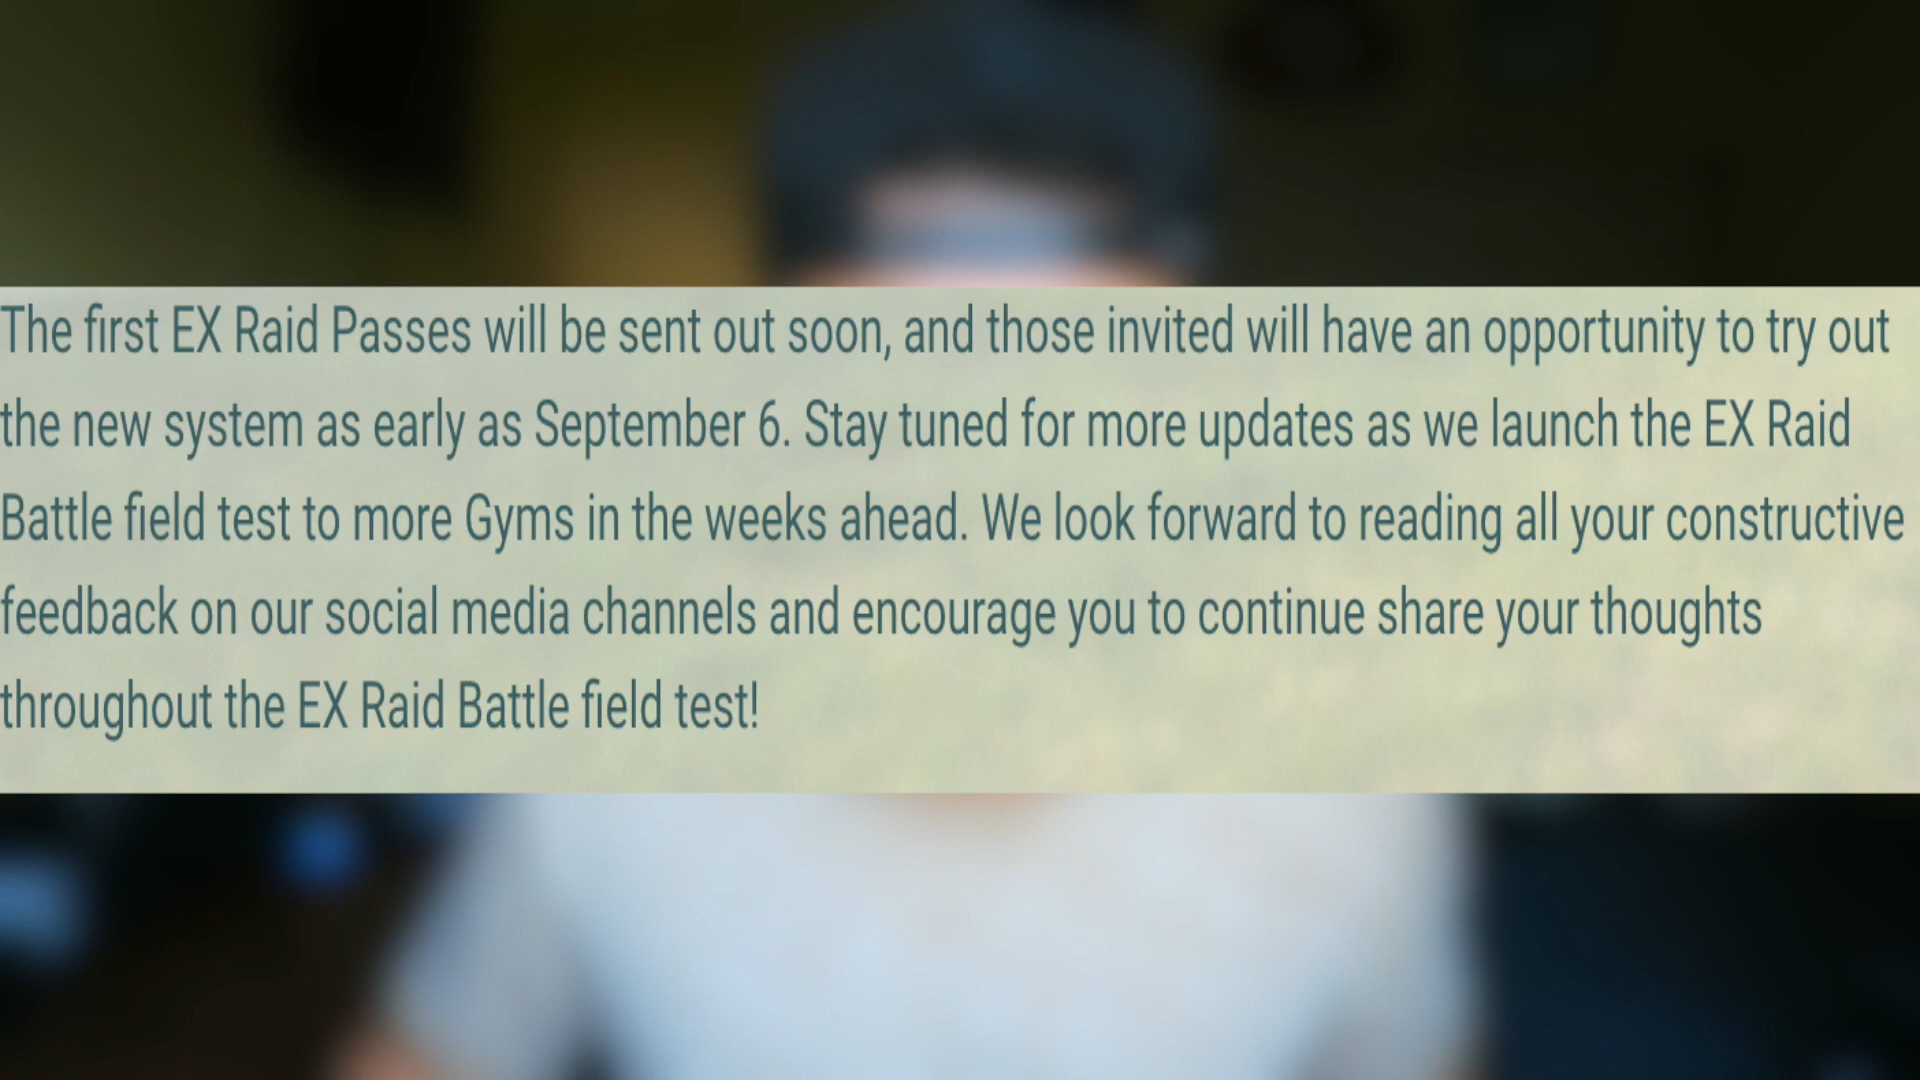 The first EX Raid Passes will be sent out soon, and those invited will have an opportunity to try out
the new system as early as September 6. Stay tuned for more updates as we launch the EX Raid
Battle field test to more Gyms in the weeks ahead. We look forward to reading all your constructive
feedback on our social media channels and encourage you to continue share your thoughts
throughout the EX Raid Battle field test!